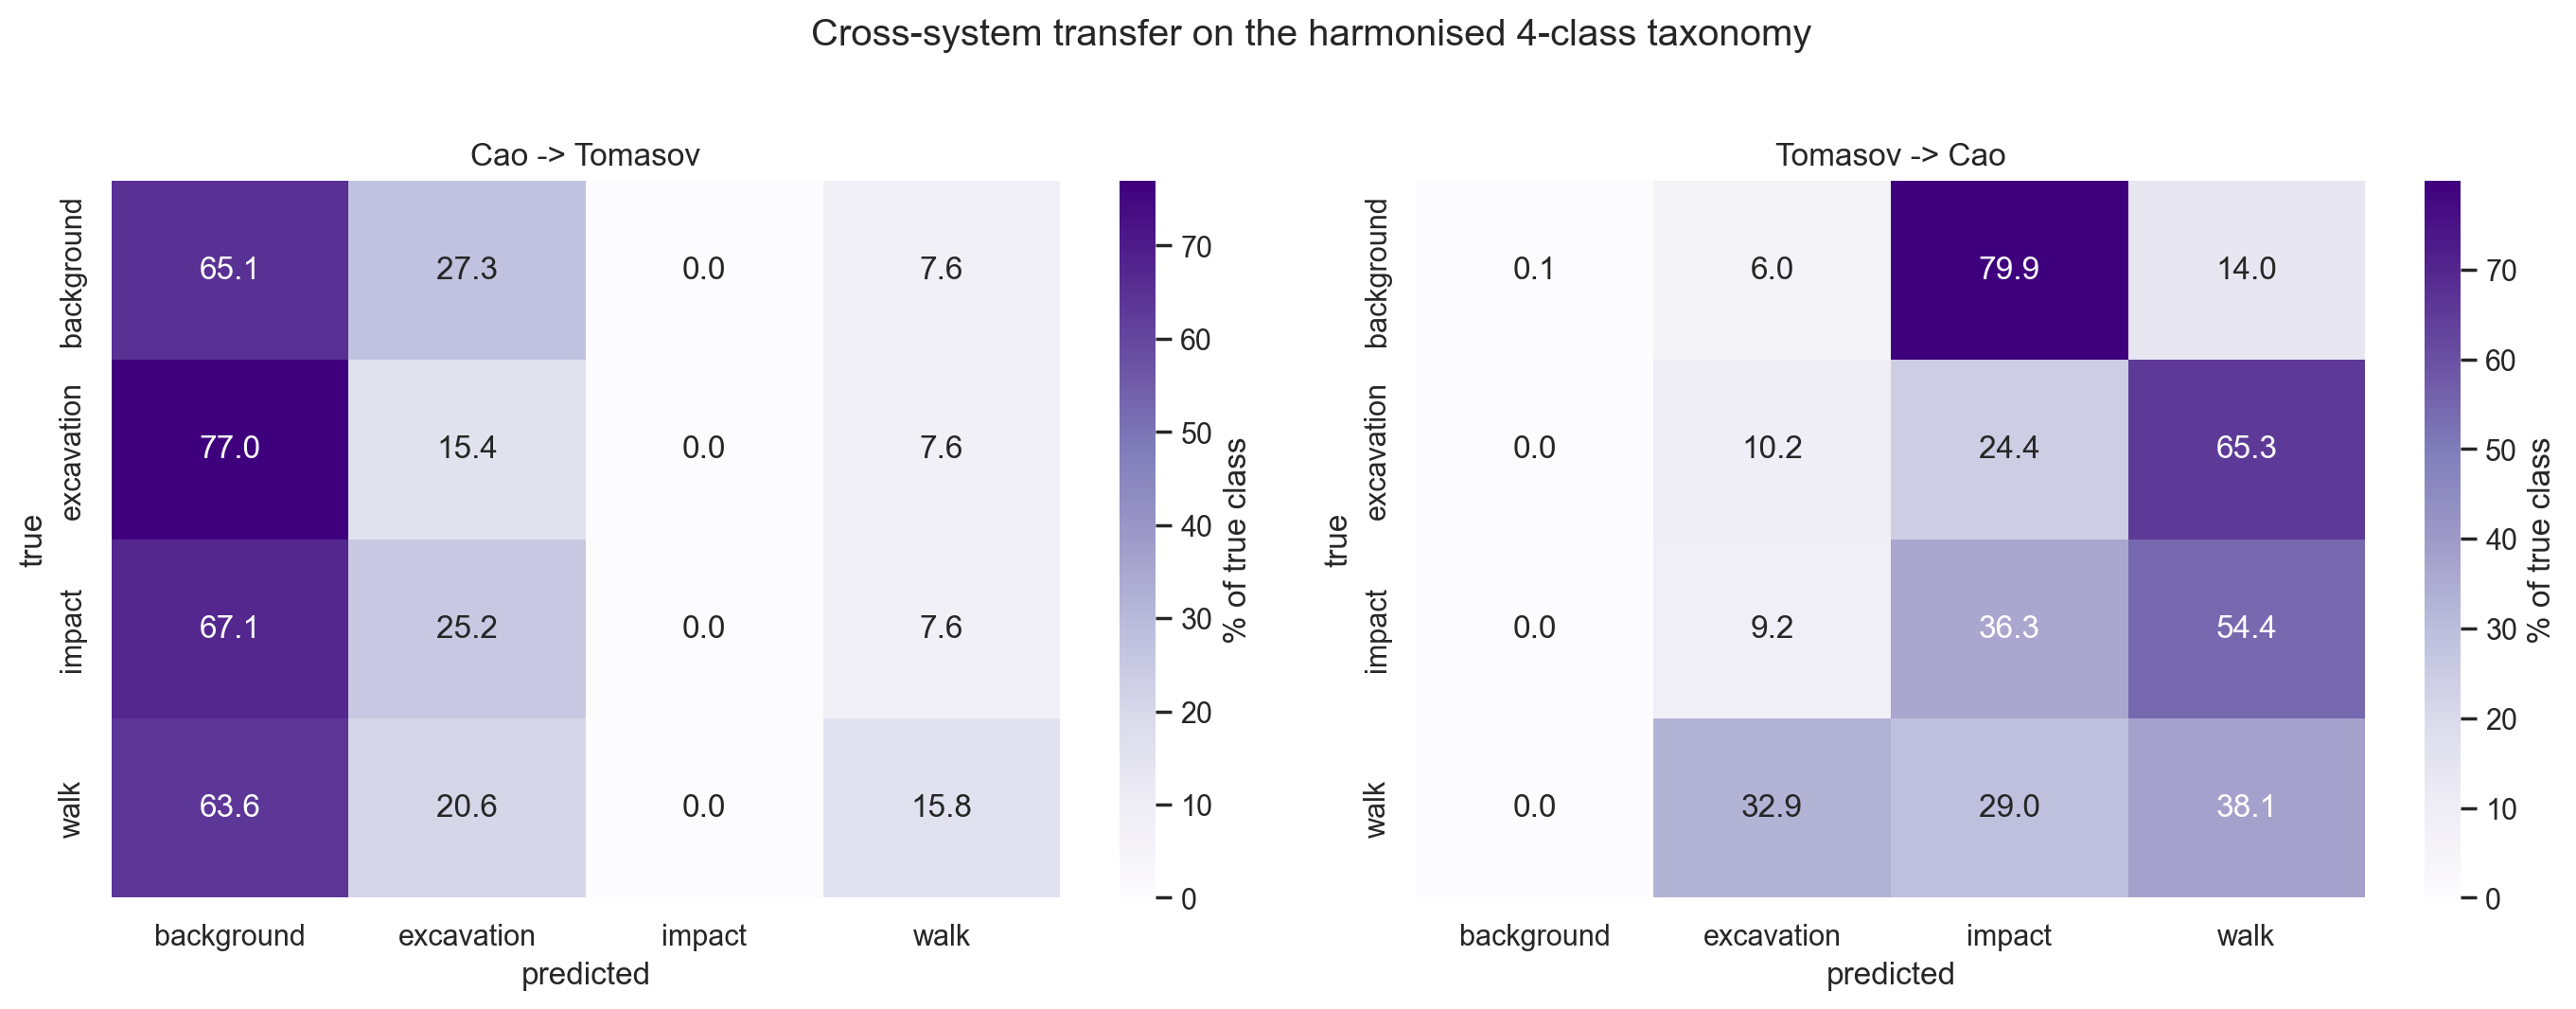 Cross-system transfer on the harmonised 4-class taxonomy
Cao -> Tomasov
true
background
excavation
impact
walk
65.1 27.3 0.0 7.6
77.0 15.4 0.0 7.6
67.1 25.2 0.0 7.6
63.6 20.6 0.0 15.8
background excavation impact walk
predicted
70
60
50
40
30
20
10
0
% of true class
Tomasov -> Cao
true
background
excavation
impact
walk
0.1 6.0 79.9 14.0
0.0 10.2 24.4 65.3
0.0 9.2 36.3 54.4
0.0 32.9 29.0 38.1
background excavation impact walk
predicted
70
60
50
40
30
20
10
0
% of true class